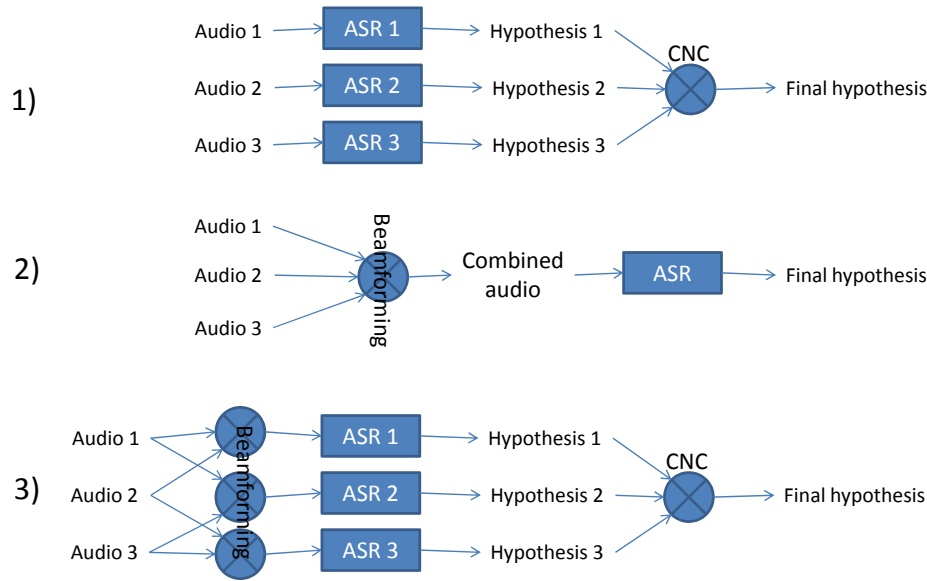 1)
Audio 1 ASR 1 Hypothesis 1
CNC
Audio 2 ASR 2 Hypothesis 2 Final hypothesis
Audio 3 ASR 3 Hypothesis 3
2)
Audio 1
Beamforming
Audio 2 Combined audio ASR Final hypothesis
Audio 3
3)
Audio 1 ASR 1 Hypothesis 1
Beamforming
CNC
Audio 2 ASR 2 Hypothesis 2 Final hypothesis
Audio 3 ASR 3 Hypothesis 3